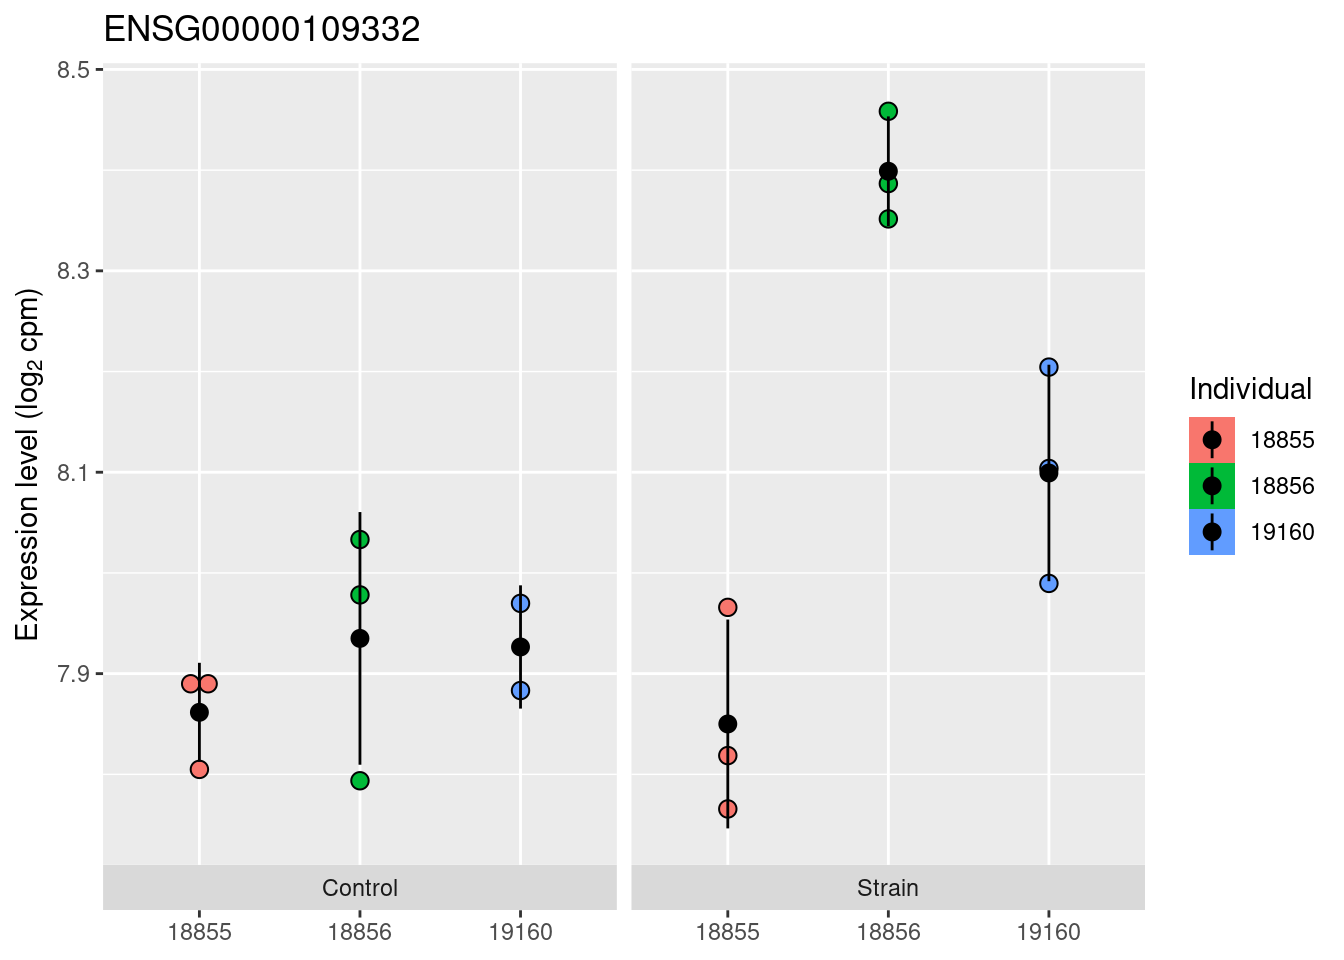 ENSG00000109332
Expression level (log₂ cpm)
8.5
8.3
8.1
7.9
Control
Strain
18855
18856
19160
18855
18856
19160
Individual
18855
18856
19160